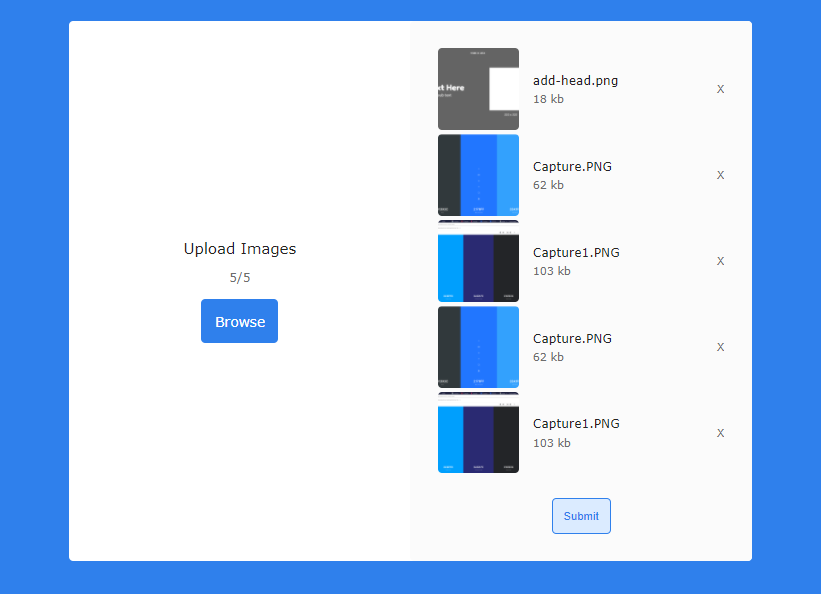 Upload Images
5/5
Browse
xt Here
add-head.png
18 kb
X
Capture.PNG
62 kb
X
Capture1.PNG
103 kb
X
Capture.PNG
62 kb
X
Capture1.PNG
103 kb
X
Submit